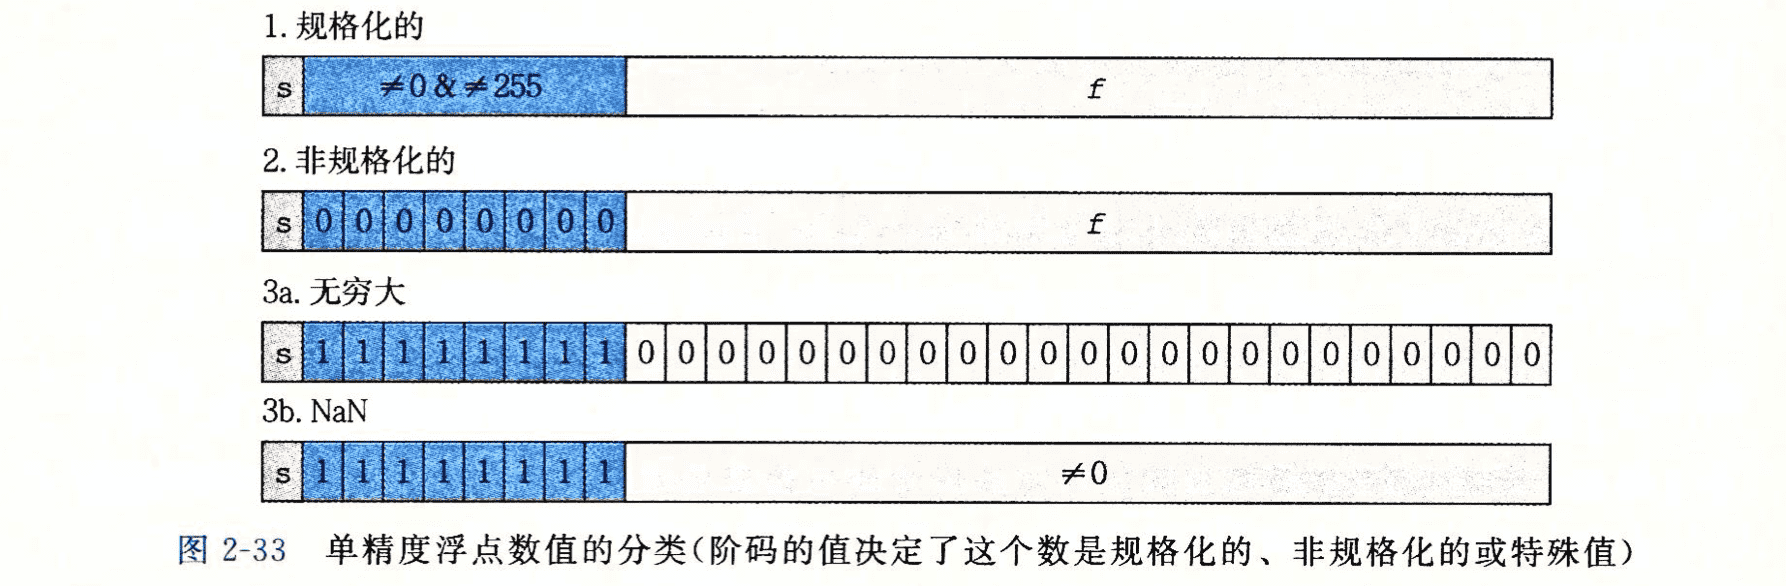 1. 规格化的
s ≠0 & ≠255 f
2. 非规格化的
s 0 0 0 0 0 0 0 0 f
3a. 无穷大
s 1 1 1 1 1 1 1 1 0 0 0 0 0 0 0 0 0 0 0 0 0 0 0 0 0 0 0 0 0 0 0
3b. NaN
s 1 1 1 1 1 1 1 1 ≠0
图 2-33 单精度浮点数值的分类(阶码的值决定了这个数是规格化的、非规格化的或特殊值)